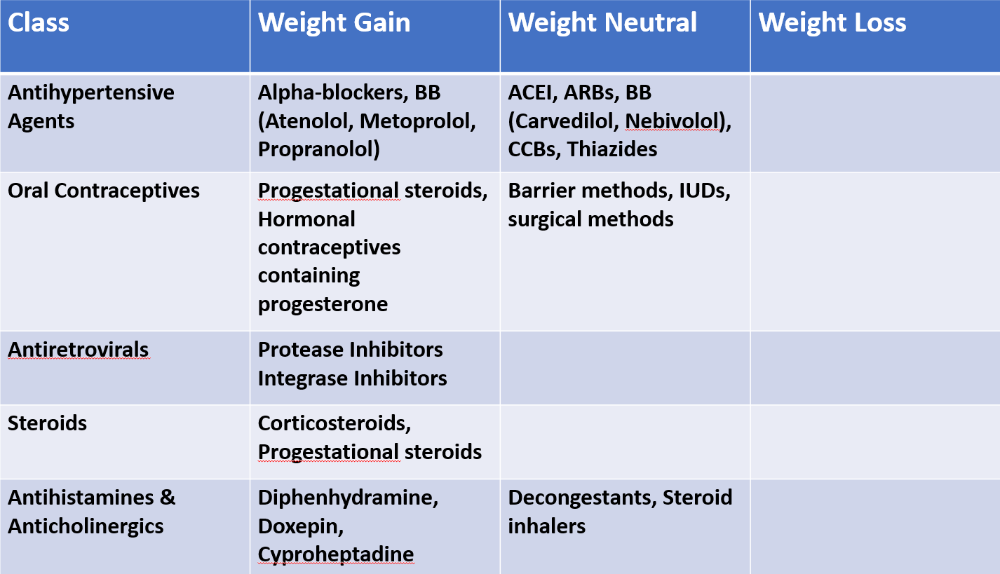 Class
Weight Gain
Weight Neutral
Weight Loss
Antihypertensive
Agents
Alpha-blockers, BB
(Atenolol, Metoprolol,
Propranolol)
ACEI, ARBs, BB
(Carvedilol, Nebivolol),
CCBs, Thiazides
Oral Contraceptives
Progestational steroids,
Hormonal
contraceptives
containing
progesterone
Barrier methods, IUDs,
surgical methods
Antiretrovirals
Protease Inhibitors
Integrase Inhibitors
Steroids
Corticosteroids,
Progestational steroids
Antihistamines &
Anticholinergics
Diphenhydramine,
Doxepin,
Cyproheptadine
Decongestants, Steroid
inhalers